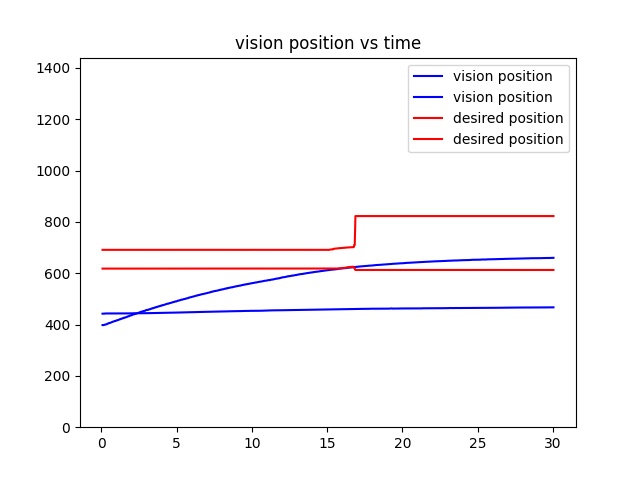 vision position vs time
1400
1200
1000
800
600
400
200
0
vision position
vision position
desired position
desired position
0 5 10 15 20 25 30